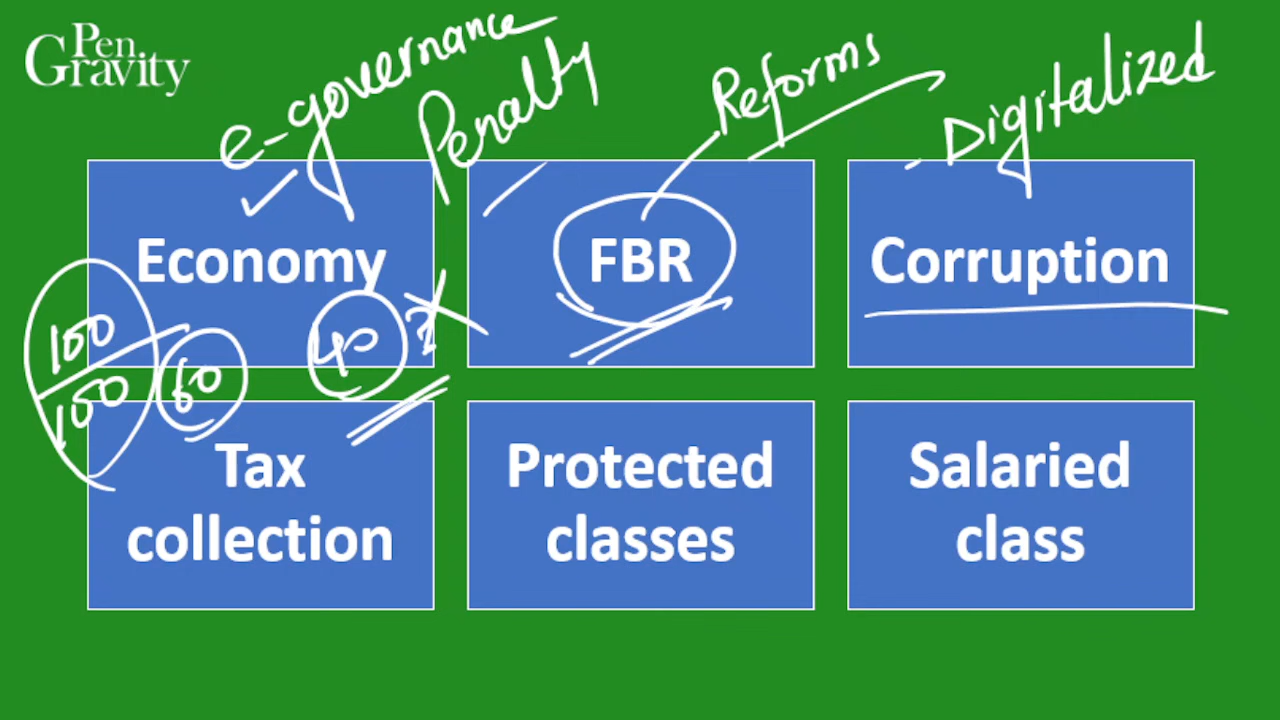 Pen
Gravity
e-governance
Penalty
Reforms
- Digitalized
Economy
FBR
Corruption
100
100
60
40 ?
Tax
collection
Protected
classes
Salaried
class